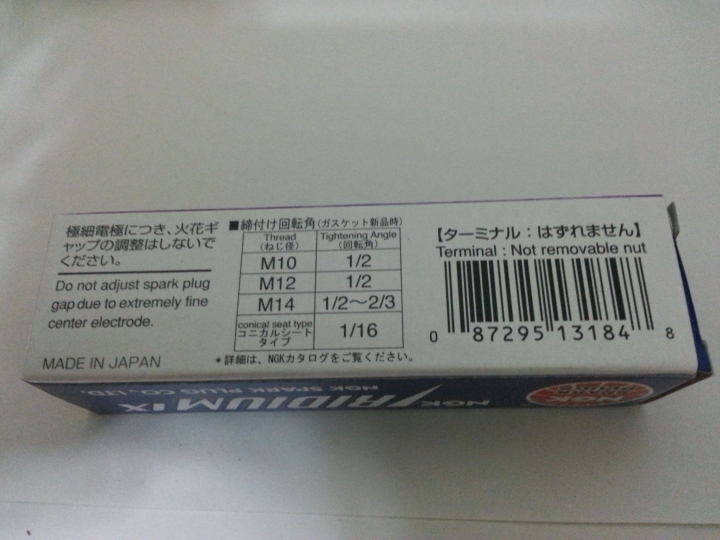 極細電極につき、火花ギ
ャップの調整はしないで
ください。
Do not adjust spark plug
gap due to extremely fine
center electrode.
MADE IN JAPAN
■締付け回転角(ガスケット新品時)
Thread (ねじ径) Tightening Angle (回転角)
M10 1/2
M12 1/2
M14 1/2～2/3
conical seat type コニカルシートタイプ 1/16
*詳細は、NGKカタログをご覧ください。
【ターミナル：はずれません】
Terminal : Not removable nut
0 87295 13184 8
NGK IRIDIUM IX
NGK SPARK PLUG CO., LTD.
NGK
SPARK
PLUGS